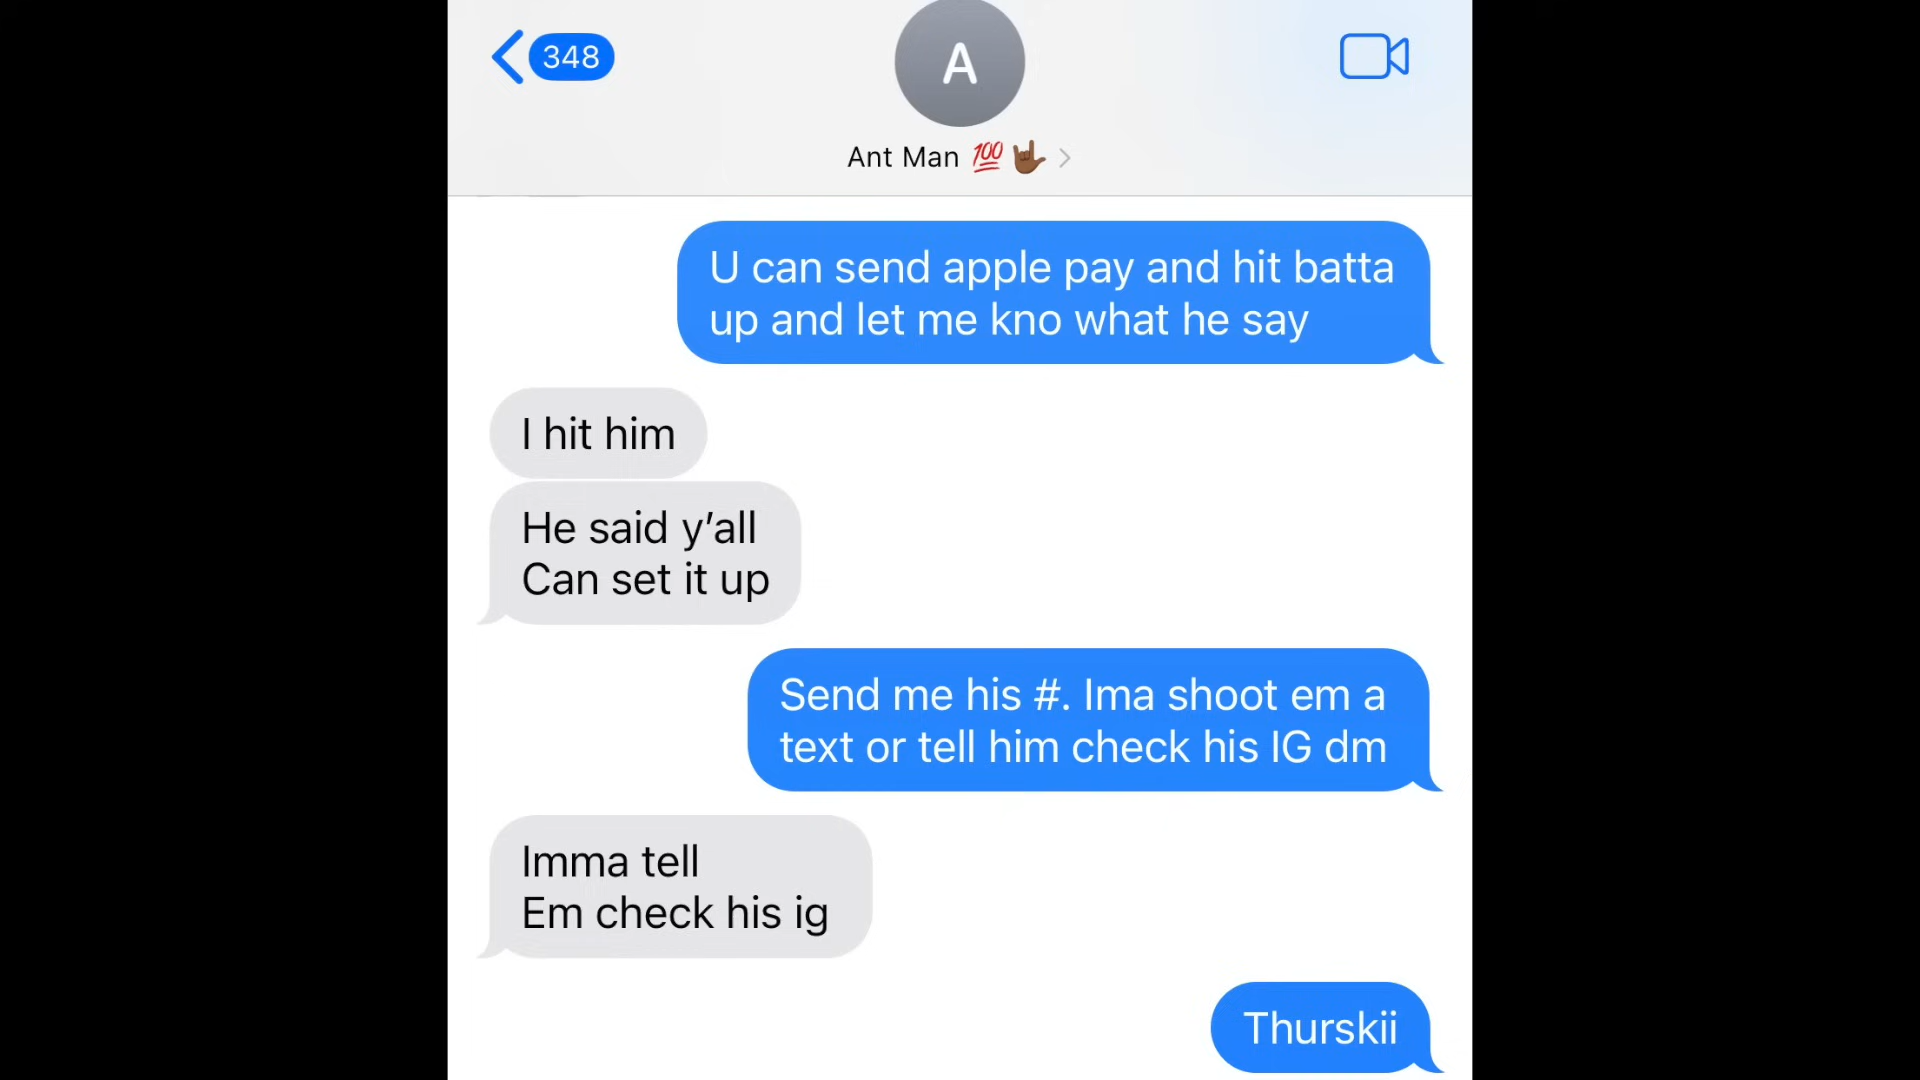 348
A
Ant Man 💯🤟🏾
U can send apple pay and hit batta
up and let me kno what he say
I hit him
He said y’all
Can set it up
Send me his #. Ima shoot em a
text or tell him check his IG dm
Imma tell
Em check his ig
Thurskii